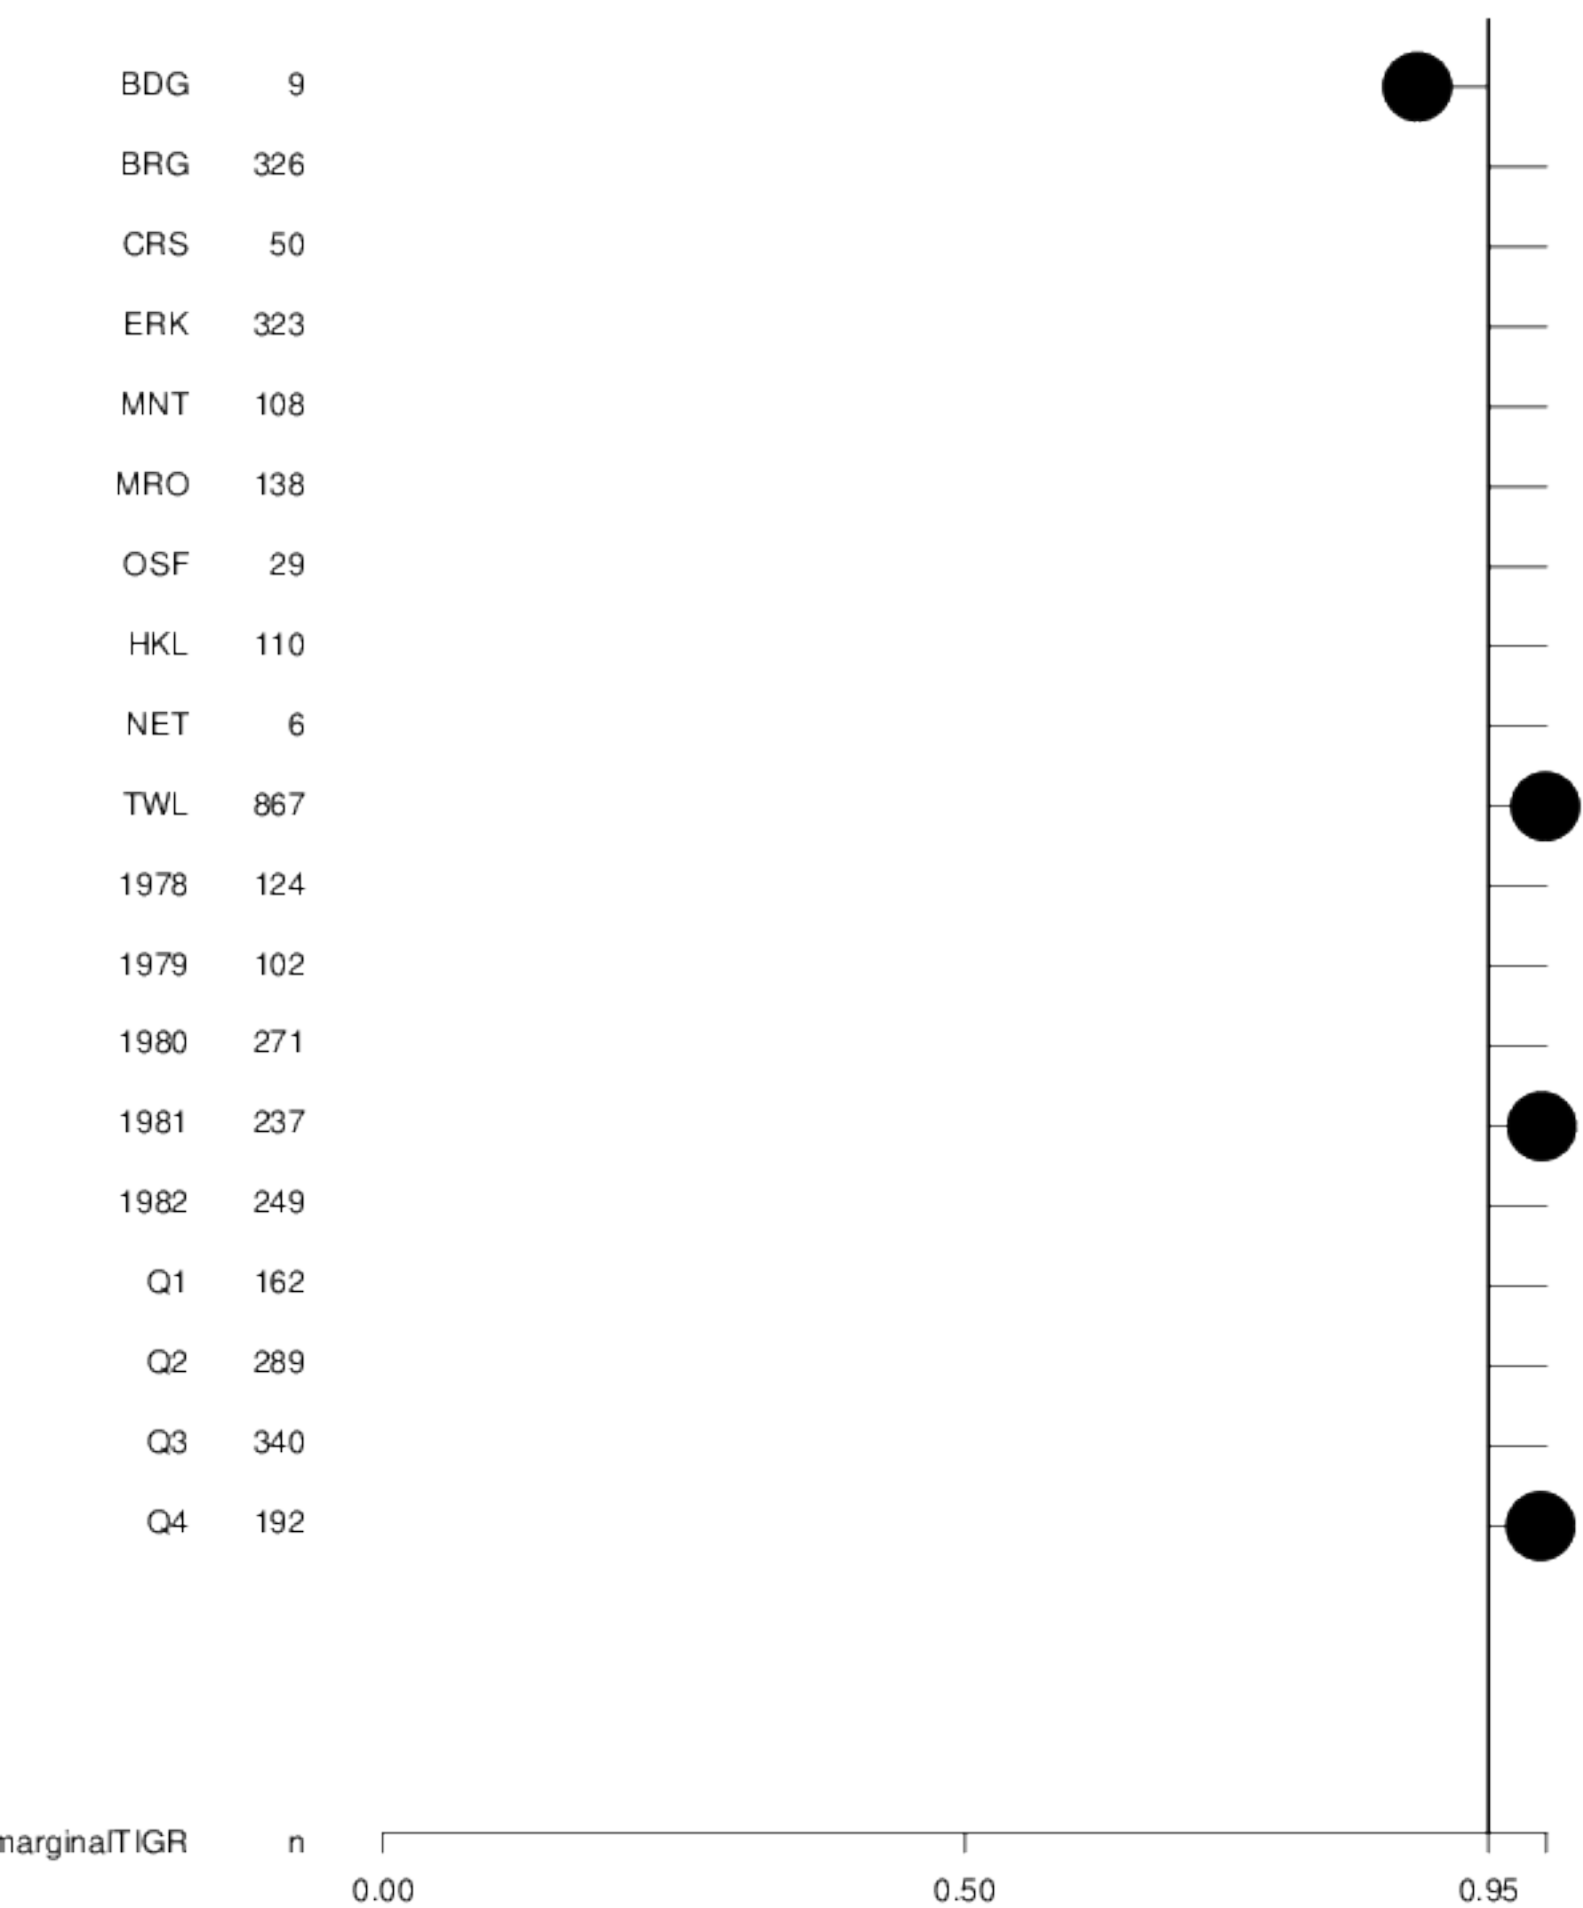 BDG 9
BRG 326
CRS 50
ERK 323
MNT 108
MRO 138
OSF 29
HKL 110
NET 6
TWL 867
1978 124
1979 102
1980 271
1981 237
1982 249
Q1 162
Q2 289
Q3 340
Q4 192
marginalTIGR n
0.00 0.50 0.95